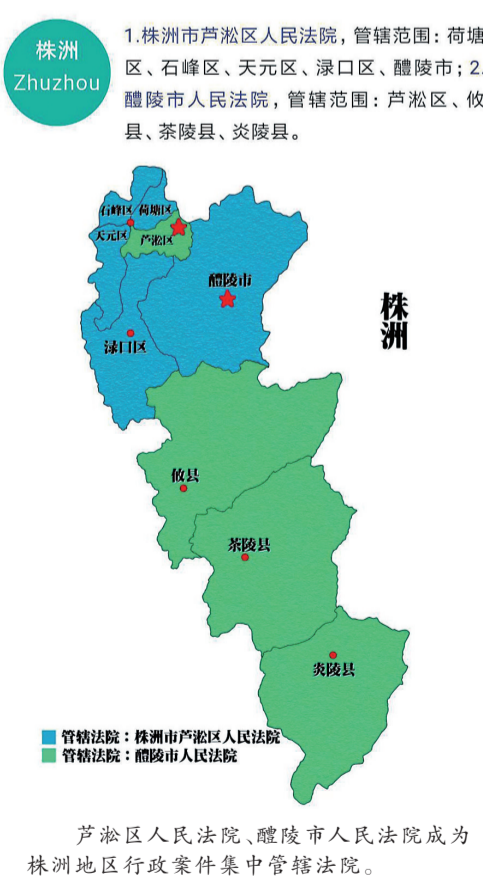 株洲
Zhuzhou
1.株洲市芦淞区人民法院，管辖范围：荷塘
区、石峰区、天元区、渌口区、醴陵市；2.
醴陵市人民法院，管辖范围：芦淞区、攸
县、茶陵县、炎陵县。
石峰区 荷塘区
天元区 芦淞区
醴陵市
株洲
渌口区
攸县
茶陵县
炎陵县
管辖法院：株洲市芦淞区人民法院
管辖法院：醴陵市人民法院
芦淞区人民法院、醴陵市人民法院成为
株洲地区行政案件集中管辖法院。